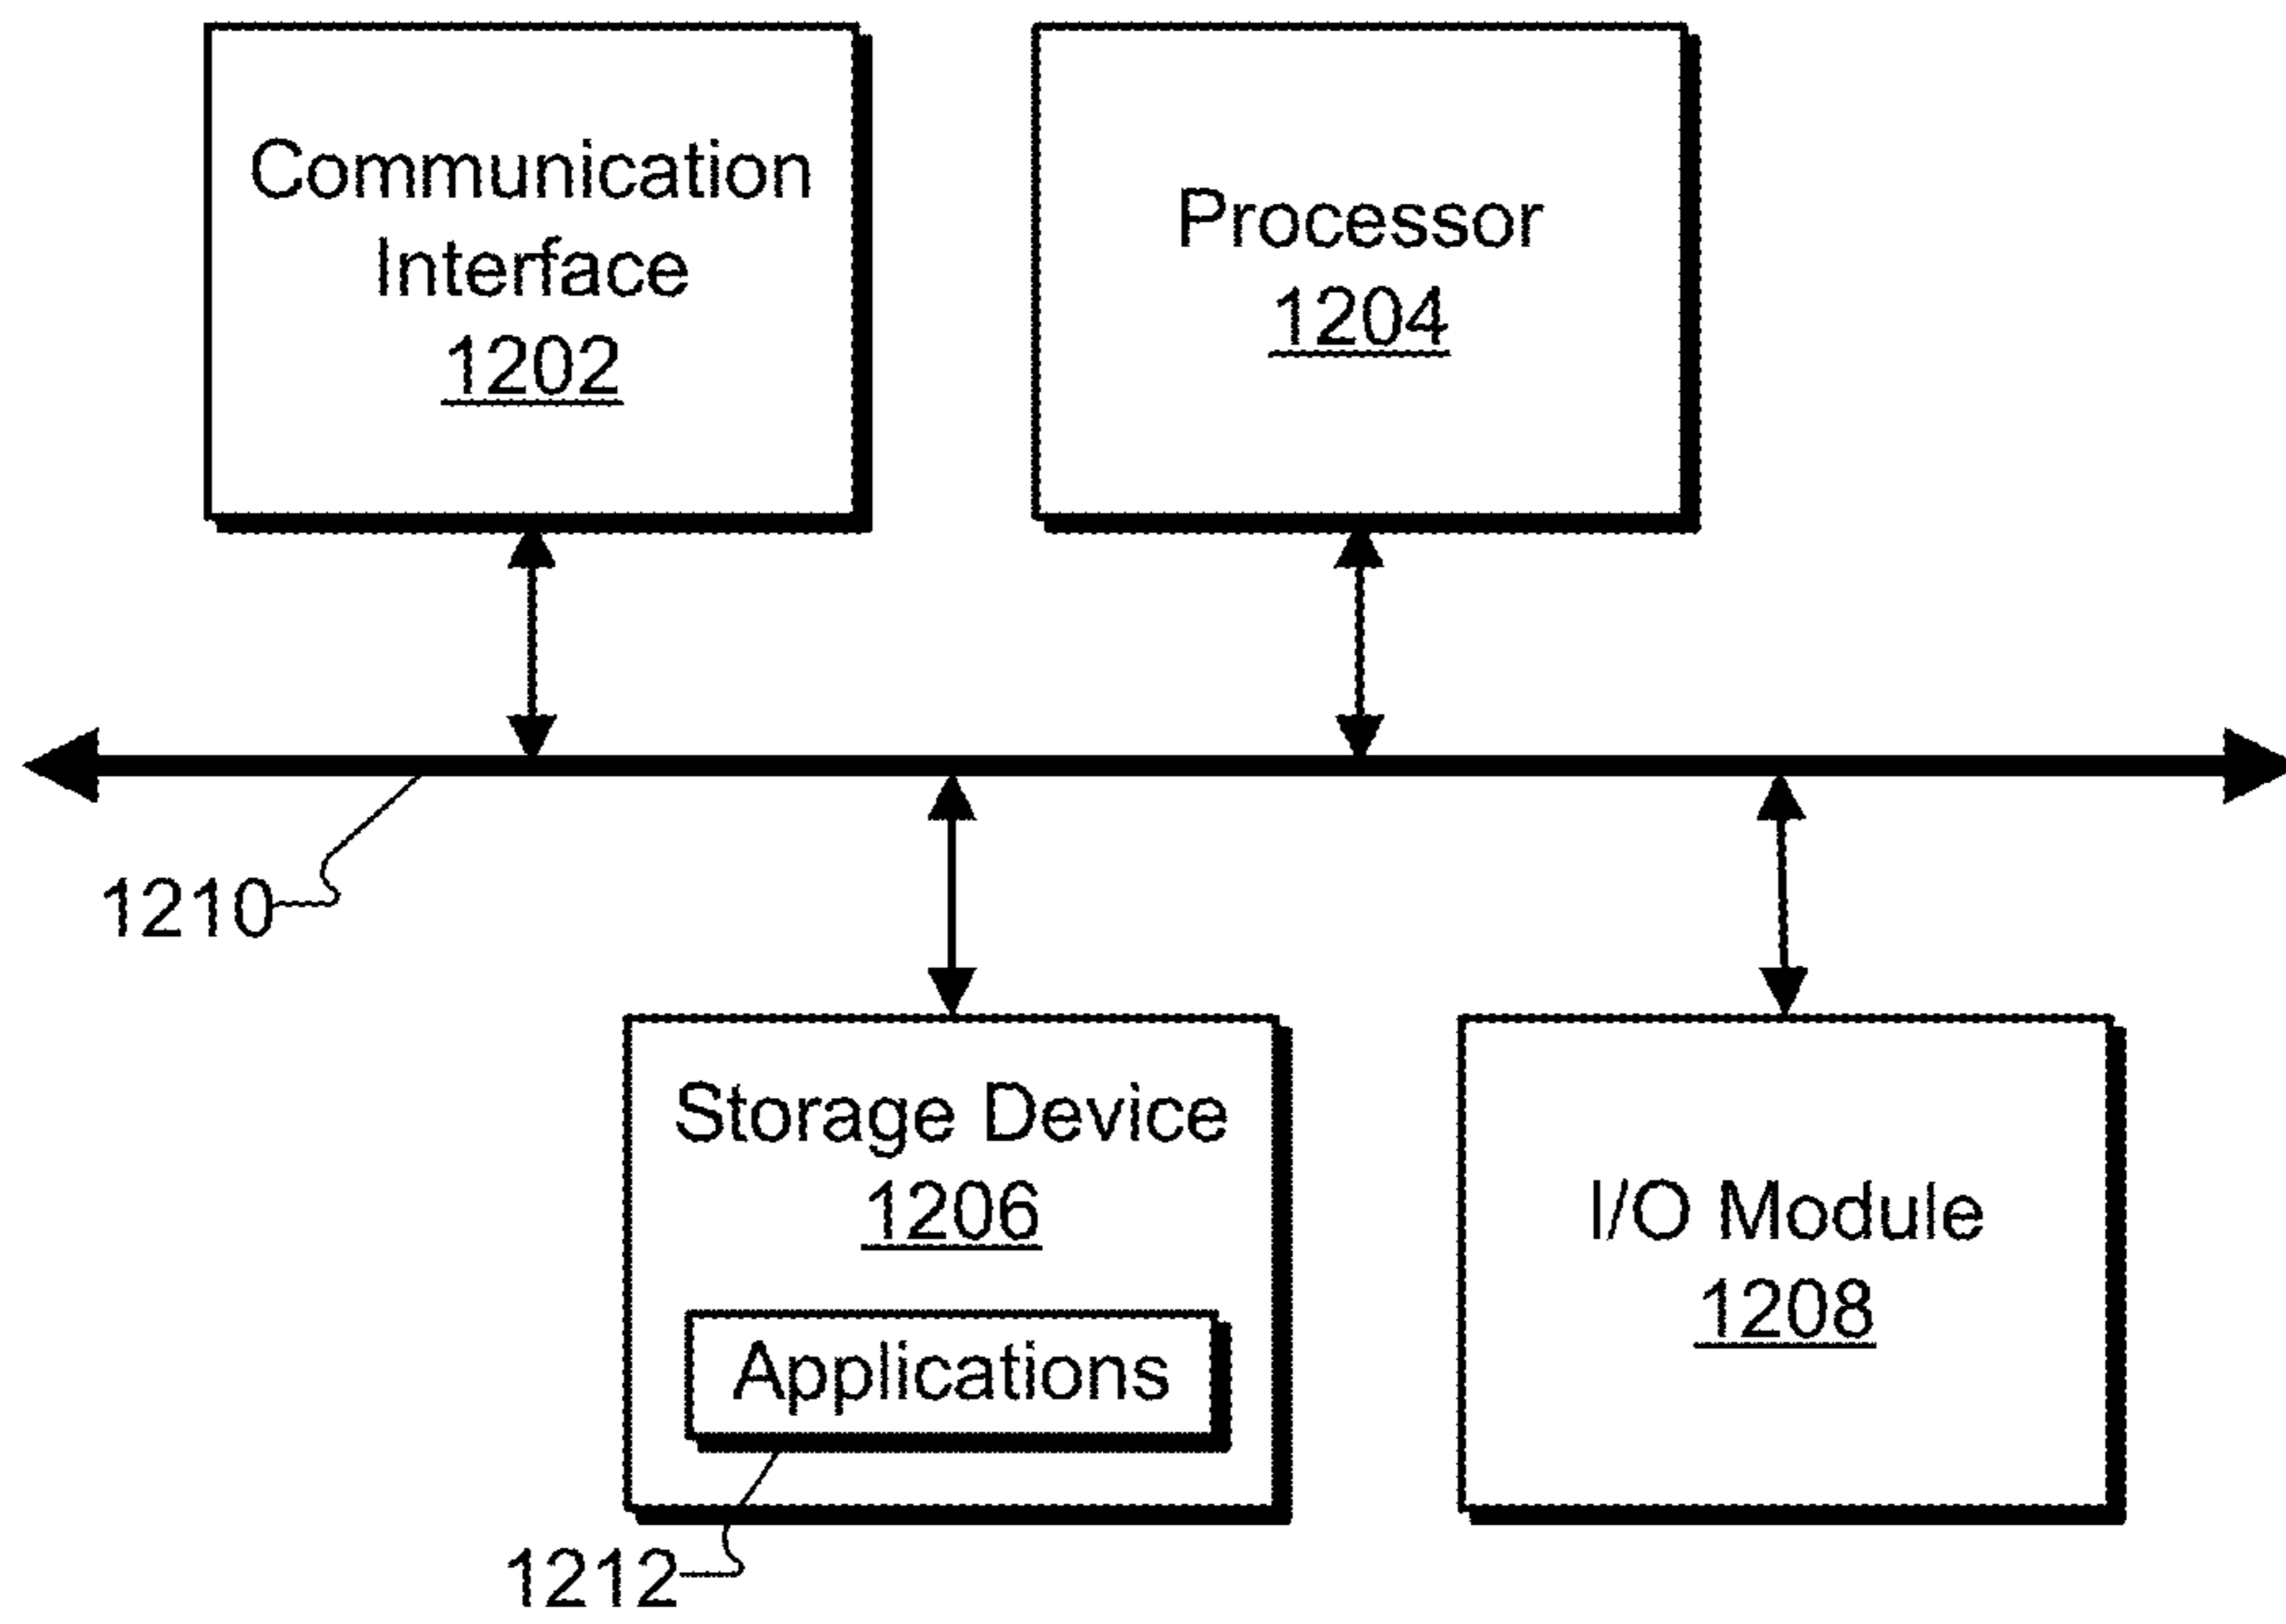 Communication
Interface
1202
Processor
1204
1210
Storage Device
1206
Applications
1212
I/O Module
1208